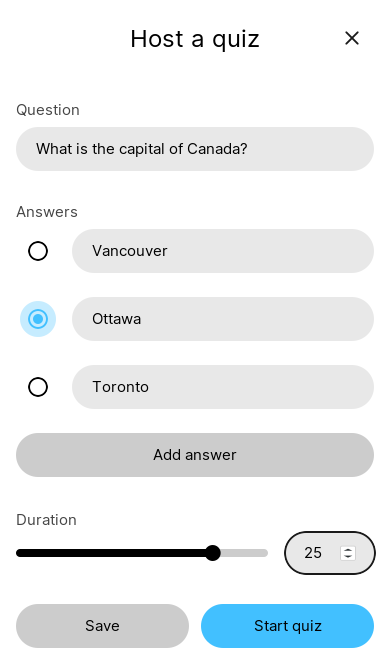 Host a quiz
Question
What is the capital of Canada?
Answers
Vancouver
Ottawa
Toronto
Add answer
Duration
25
Save
Start quiz